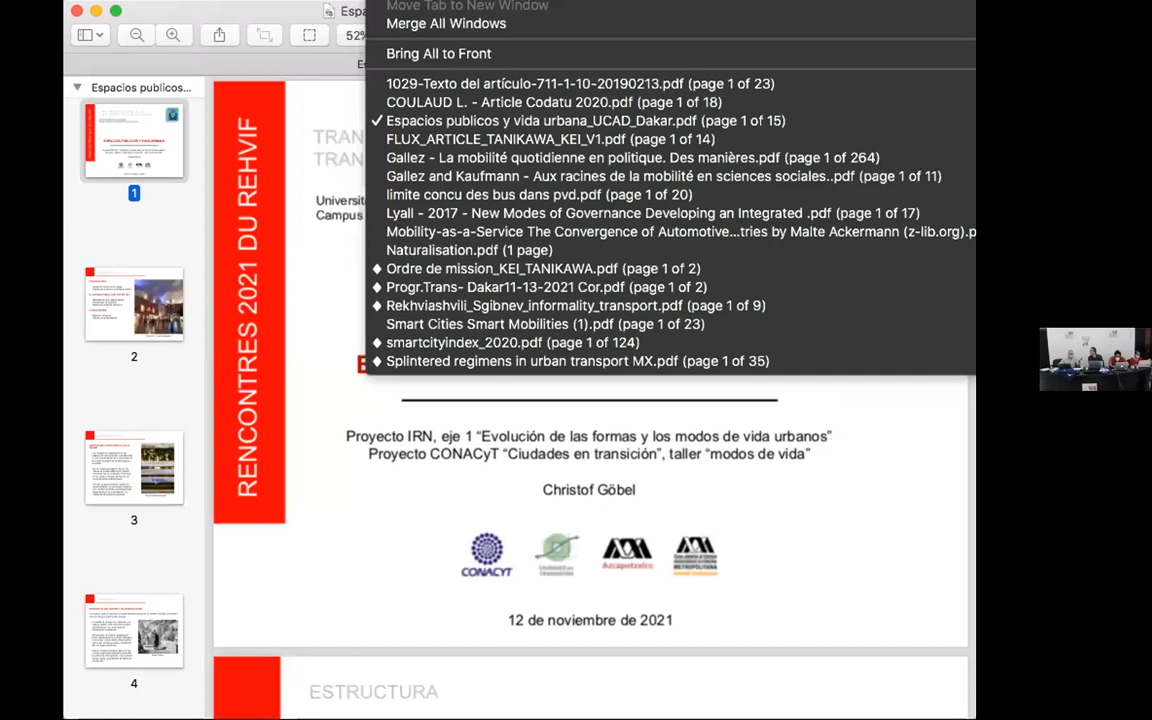 Move Tab to New Window
Merge All Windows
Bring All to Front
1029-Texto del artículo-711-1-10-20190213.pdf (page 1 of 23)
COULAUD L. - Article Codatu 2020.pdf (page 1 of 18)
✓ Espacios publicos y vida urbana_UCAD_Dakar.pdf (page 1 of 15)
FLUX_ARTICLE_TANIKAWA_KEI_V1.pdf (page 1 of 14)
Gallez - La mobilité quotidienne en politique. Des manières.pdf (page 1 of 264)
Gallez and Kaufmann - Aux racines de la mobilité en sciences sociales..pdf (page 1 of 11)
limite concu des bus dans pvd.pdf (page 1 of 20)
Lyall - 2017 - New Modes of Governance Developing an Integrated .pdf (page 1 of 17)
Mobility-as-a-Service The Convergence of Automotive...tries by Malte Ackermann (z-lib.org).p
Naturalisation.pdf (1 page)
♦ Ordre de mission_KEI_TANIKAWA.pdf (page 1 of 2)
♦ Progr.Trans- Dakar11-13-2021 Cor.pdf (page 1 of 2)
♦ Rekhviashvili_Sgibnev_informality_transport.pdf (page 1 of 9)
Smart Cities Smart Mobilities (1).pdf (page 1 of 23)
♦ smartcityindex_2020.pdf (page 1 of 124)
♦ Splintered regimens in urban transport MX.pdf (page 1 of 35)
Espa
52%
Es
Espacios publicos...
1
2
3
4
RENCONTRES 2021 DU REHVIF
TRAN
TRAN
Universi
Campus
E
Proyecto IRN, eje 1 “Evolución de las formas y los modos de vida urbanos”
Proyecto CONACyT “Ciudades en transición”, taller “modos de vida”
Christof Göbel
CONACYT
Azcapotzalco
METROPOLITANA
12 de noviembre de 2021
ESTRUCTURA